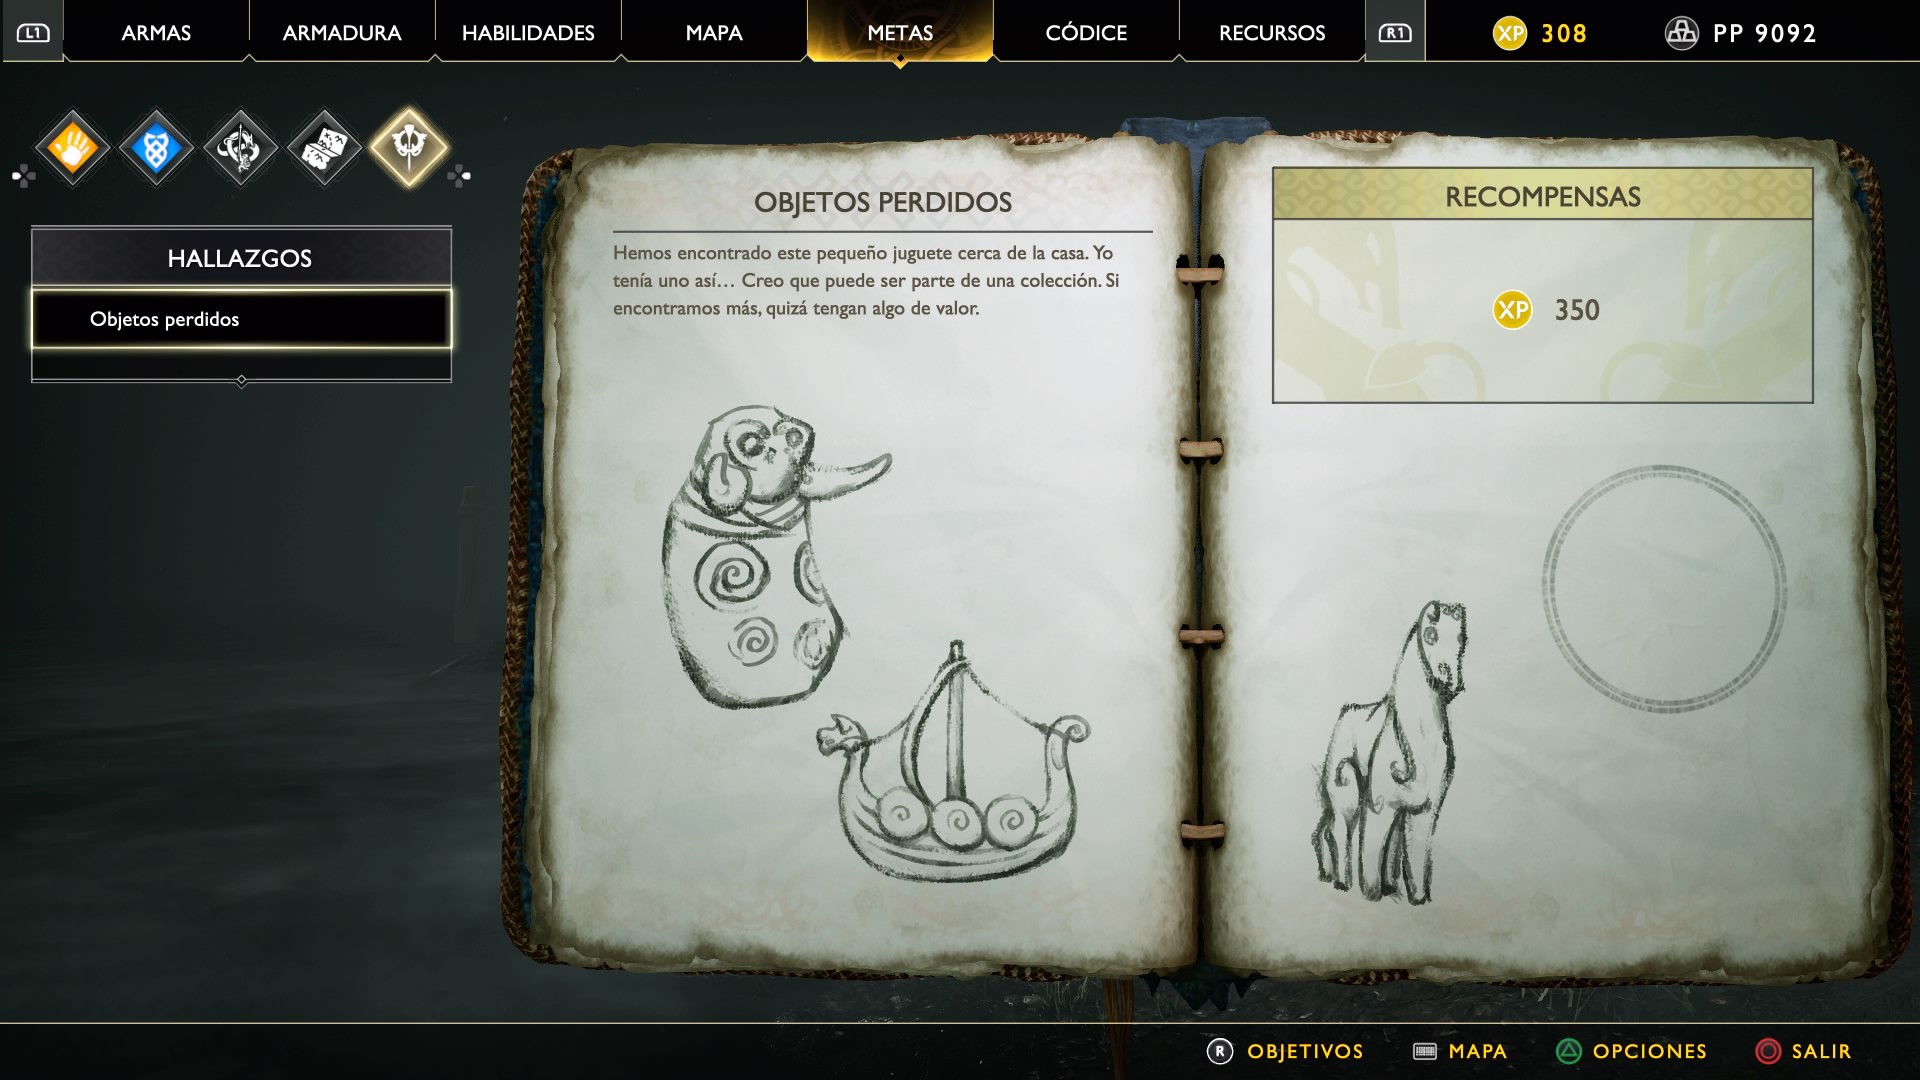 L1
ARMAS
ARMADURA
HABILIDADES
MAPA
METAS
CÓDICE
RECURSOS
R1
XP 308
PP 9092
HALLAZGOS
Objetos perdidos
OBJETOS PERDIDOS
Hemos encontrado este pequeño juguete cerca de la casa. Yo
tenía uno así... Creo que puede ser parte de una colección. Si
encontramos más, quizá tengan algo de valor.
RECOMPENSAS
XP 350
R OBJETIVOS
MAPA
OPCIONES
SALIR